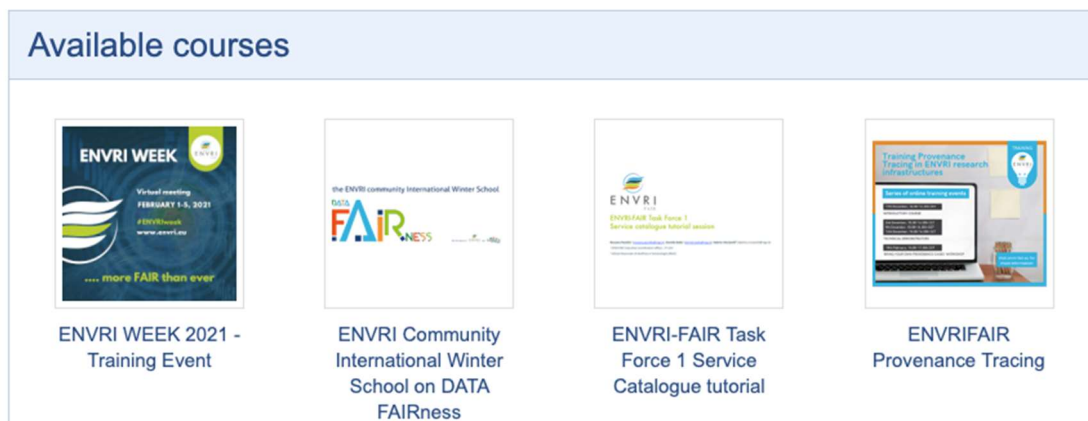 Available courses
ENVRI WEEK
ENVRI
Virtual meeting
FEBRUARY 1-5, 2021
#ENVRIweek
www.envri.eu
.... more FAIR than ever
ENVRI WEEK 2021 -
Training Event
the ENVRI community International Winter School
DATA
FAiR
NESS
ENVRI Community
International Winter
School on DATA
FAIRness
ENVRI
FAIR
ENVRI-FAIR Task Force 1
Service catalogue tutorial session
ENVRI-FAIR Task
Force 1 Service
Catalogue tutorial
TRAINING
ENVRI
Training Provenance
Tracing in ENVRI research
infrastructures
Series of online training events
ENVRIFAIR
Provenance Tracing